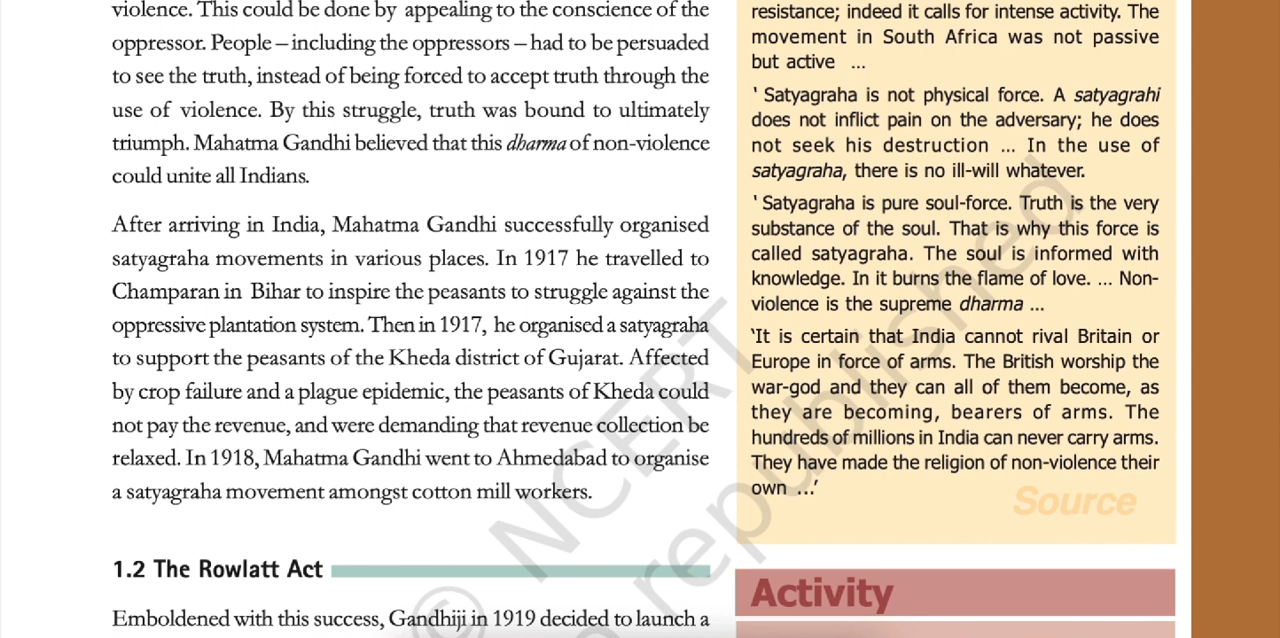 violence. This could be done by appealing to the conscience of the
oppressor. People – including the oppressors – had to be persuaded
to see the truth, instead of being forced to accept truth through the
use of violence. By this struggle, truth was bound to ultimately
triumph. Mahatma Gandhi believed that this dharma of non-violence
could unite all Indians.
After arriving in India, Mahatma Gandhi successfully organised
satyagraha movements in various places. In 1917 he travelled to
Champaran in Bihar to inspire the peasants to struggle against the
oppressive plantation system. Then in 1917, he organised a satyagraha
to support the peasants of the Kheda district of Gujarat. Affected
by crop failure and a plague epidemic, the peasants of Kheda could
not pay the revenue, and were demanding that revenue collection be
relaxed. In 1918, Mahatma Gandhi went to Ahmedabad to organise
a satyagraha movement amongst cotton mill workers.
1.2 The Rowlatt Act
Emboldened with this success, Gandhiji in 1919 decided to launch a
resistance; indeed it calls for intense activity. The
movement in South Africa was not passive
but active ...
' Satyagraha is not physical force. A satyagrahi
does not inflict pain on the adversary; he does
not seek his destruction ... In the use of
satyagraha, there is no ill-will whatever.
' Satyagraha is pure soul-force. Truth is the very
substance of the soul. That is why this force is
called satyagraha. The soul is informed with
knowledge. In it burns the flame of love. ... Non-
violence is the supreme dharma ...
‘It is certain that India cannot rival Britain or
Europe in force of arms. The British worship the
war-god and they can all of them become, as
they are becoming, bearers of arms. The
hundreds of millions in India can never carry arms.
They have made the religion of non-violence their
own ...’
Source
Activity
© NCERT
republished